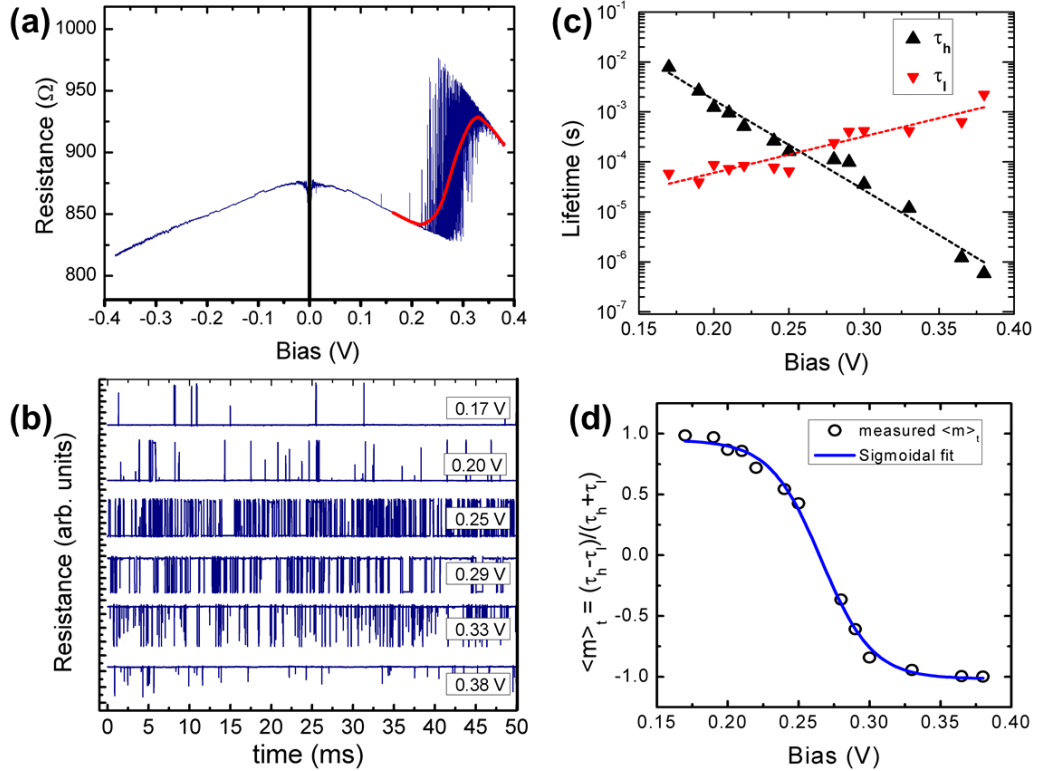 (a)
1000
950
900
850
800
Resistance (Ω)
-0.4 -0.3 -0.2 -0.1 0.0 0.1 0.2 0.3 0.4
Bias (V)
(b)
0.17 V
0.20 V
0.25 V
0.29 V
0.33 V
0.38 V
Resistance (arb. units)
0 5 10 15 20 25 30 35 40 45 50
time (ms)
(c)
10⁻¹
10⁻²
10⁻³
10⁻⁴
10⁻⁵
10⁻⁶
10⁻⁷
Lifetime (s)
τh
τl
0.15 0.20 0.25 0.30 0.35 0.40
Bias (V)
(d)
measured <m>t
Sigmoidal fit
1.0
0.5
0.0
-0.5
-1.0
<m>t = (τh-τl)/(τh+τl)
0.15 0.20 0.25 0.30 0.35 0.40
Bias (V)